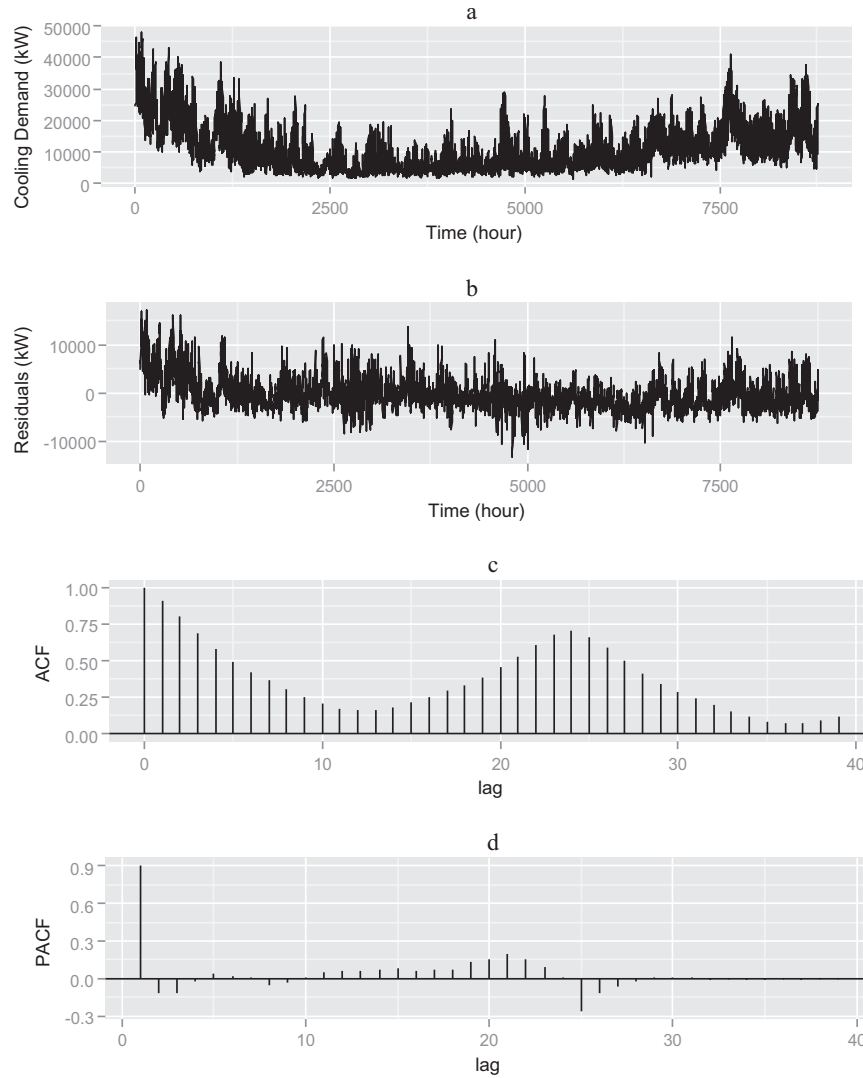 a
Cooling Demand (kW)
50000
40000
30000
20000
10000
0
0 2500 5000 7500
Time (hour)
b
Residuals (kW)
10000
0
-10000
0 2500 5000 7500
Time (hour)
c
ACF
1.00
0.75
0.50
0.25
0.00
0 10 20 30 40
lag
d
PACF
0.9
0.6
0.3
0.0
-0.3
0 10 20 30 40
lag